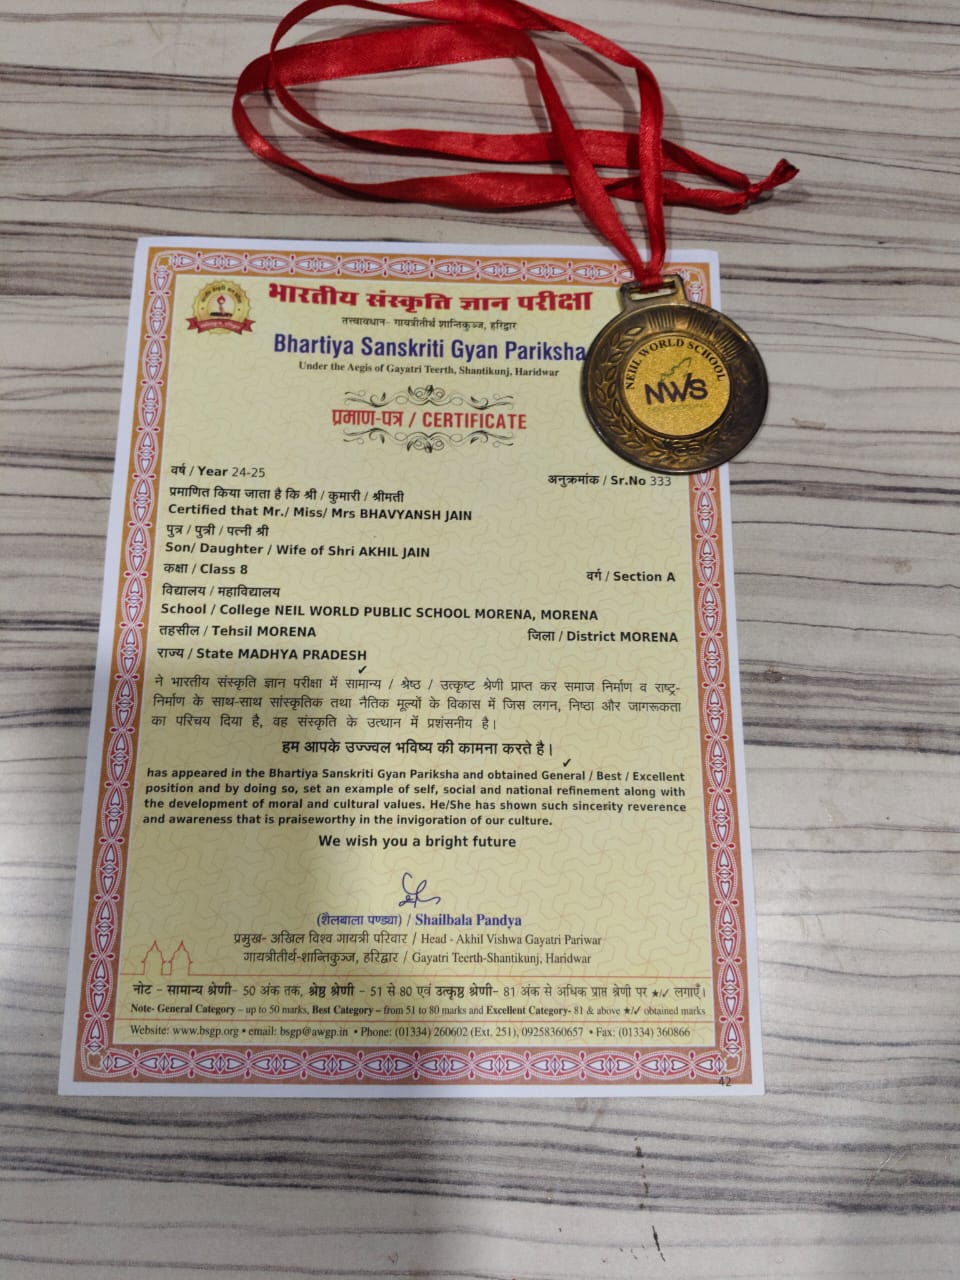 भारतीय संस्कृति ज्ञान परीक्षा
तत्त्वावधान- गायत्रीतीर्थ शान्तिकुञ्ज, हरिद्वार
Bhartiya Sanskriti Gyan Pariksha
Under the Aegis of Gayatri Teerth, Shantikunj, Haridwar
NEIL WORLD SCHOOL
NWS
प्रमाण-पत्र / CERTIFICATE
वर्ष / Year 24-25
अनुक्रमांक / Sr.No 333
प्रमाणित किया जाता है कि श्री / कुमारी / श्रीमती
Certified that Mr./ Miss/ Mrs BHAVYANSH JAIN
पुत्र / पुत्री / पत्नी श्री
Son/ Daughter / Wife of Shri AKHIL JAIN
कक्षा / Class 8
वर्ग / Section A
विद्यालय / महाविद्यालय
School / College NEIL WORLD PUBLIC SCHOOL MORENA, MORENA
तहसील / Tehsil MORENA
जिला / District MORENA
राज्य / State MADHYA PRADESH
✓
ने भारतीय संस्कृति ज्ञान परीक्षा में सामान्य / श्रेष्ठ / उत्कृष्ट श्रेणी प्राप्त कर समाज निर्माण व राष्ट्र-
निर्माण के साथ-साथ सांस्कृतिक तथा नैतिक मूल्यों के विकास में जिस लगन, निष्ठा और जागरूकता
का परिचय दिया है, वह संस्कृति के उत्थान में प्रशंसनीय है।
हम आपके उज्ज्वल भविष्य की कामना करते है।
✓
has appeared in the Bhartiya Sanskriti Gyan Pariksha and obtained General / Best / Excellent
position and by doing so, set an example of self, social and national refinement along with
the development of moral and cultural values. He/She has shown such sincerity reverence
and awareness that is praiseworthy in the invigoration of our culture.
We wish you a bright future
(शैलबाला पण्ड्या) / Shailbala Pandya
प्रमुख- अखिल विश्व गायत्री परिवार / Head - Akhil Vishwa Gayatri Pariwar
गायत्रीतीर्थ-शान्तिकुञ्ज, हरिद्वार / Gayatri Teerth-Shantikunj, Haridwar
नोट - सामान्य श्रेणी- 50 अंक तक, श्रेष्ठ श्रेणी - 51 से 80 एवं उत्कृष्ठ श्रेणी- 81 अंक से अधिक प्राप्त श्रेणी पर ★/✓ लगाएँ।
Note- General Category – up to 50 marks, Best Category – from 51 to 80 marks and Excellent Category- 81 & above ★/✓ obtained marks
Website: www.bsgp.org • email: bsgp@awgp.in • Phone: (01334) 260602 (Ext. 251), 09258360657 • Fax: (01334) 360866
42